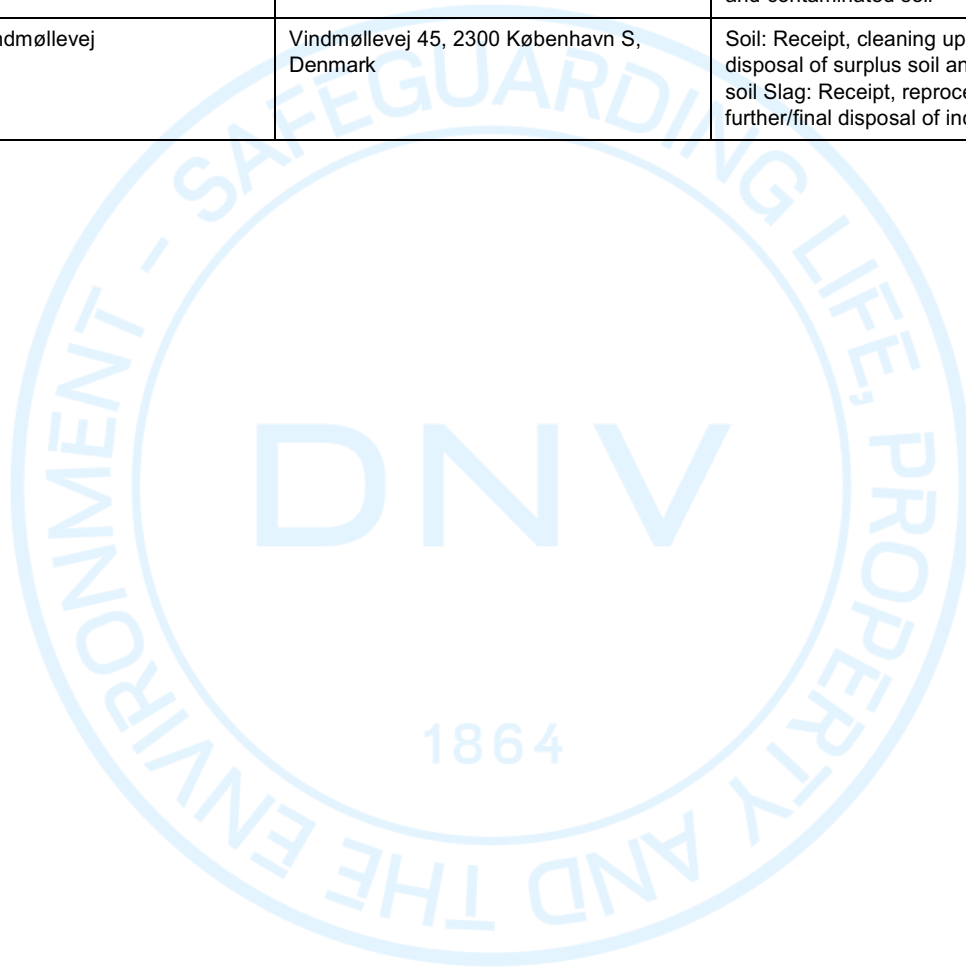 ndmøllevej
Vindmøllevej 45, 2300 København S,
Denmark
Soil: Receipt, cleaning up
disposal of surplus soil an
soil Slag: Receipt, reproce
further/final disposal of inc
SAFEGUARDING LIFE, PROPERTY AND THE ENVIRONMENT -
DNV
1864